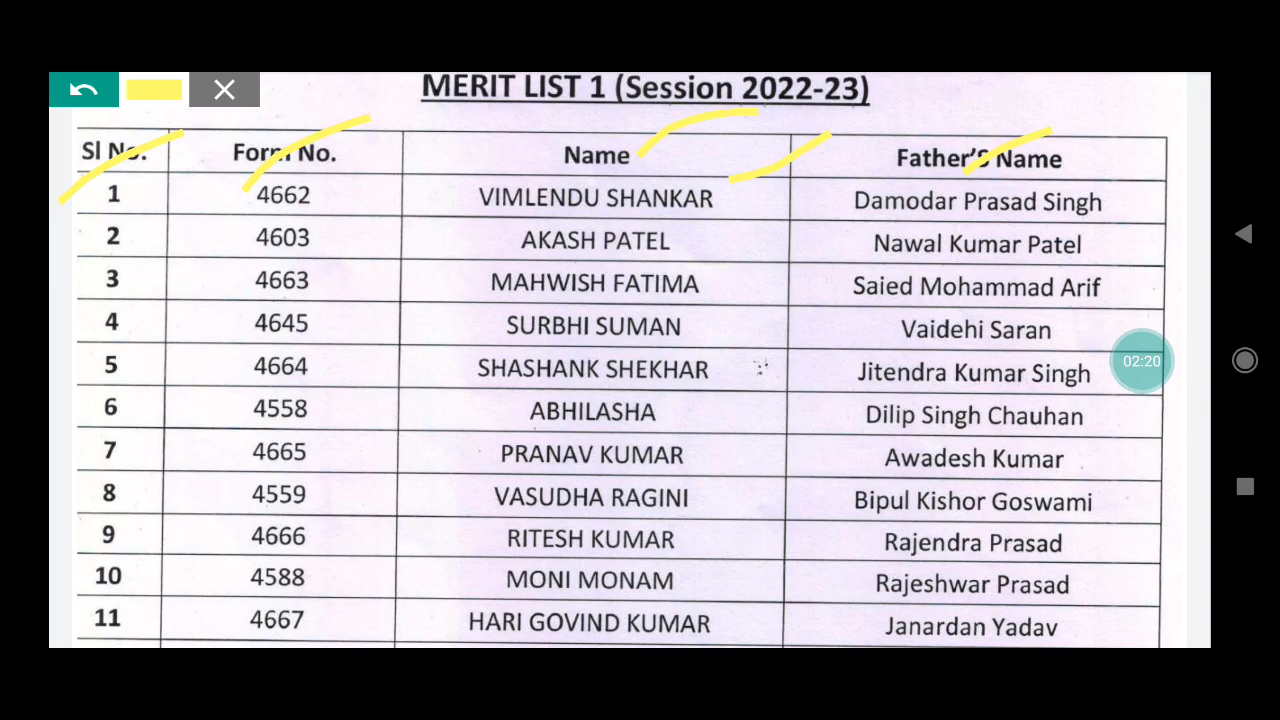 MERIT LIST 1 (Session 2022-23)
Sl No. Form No. Name Father'S Name
1 4662 VIMLENDU SHANKAR Damodar Prasad Singh
2 4603 AKASH PATEL Nawal Kumar Patel
3 4663 MAHWISH FATIMA Saied Mohammad Arif
4 4645 SURBHI SUMAN Vaidehi Saran
5 4664 SHASHANK SHEKHAR Jitendra Kumar Singh
02:20
6 4558 ABHILASHA Dilip Singh Chauhan
7 4665 PRANAV KUMAR Awadesh Kumar
8 4559 VASUDHA RAGINI Bipul Kishor Goswami
9 4666 RITESH KUMAR Rajendra Prasad
10 4588 MONI MONAM Rajeshwar Prasad
11 4667 HARI GOVIND KUMAR Janardan Yadav